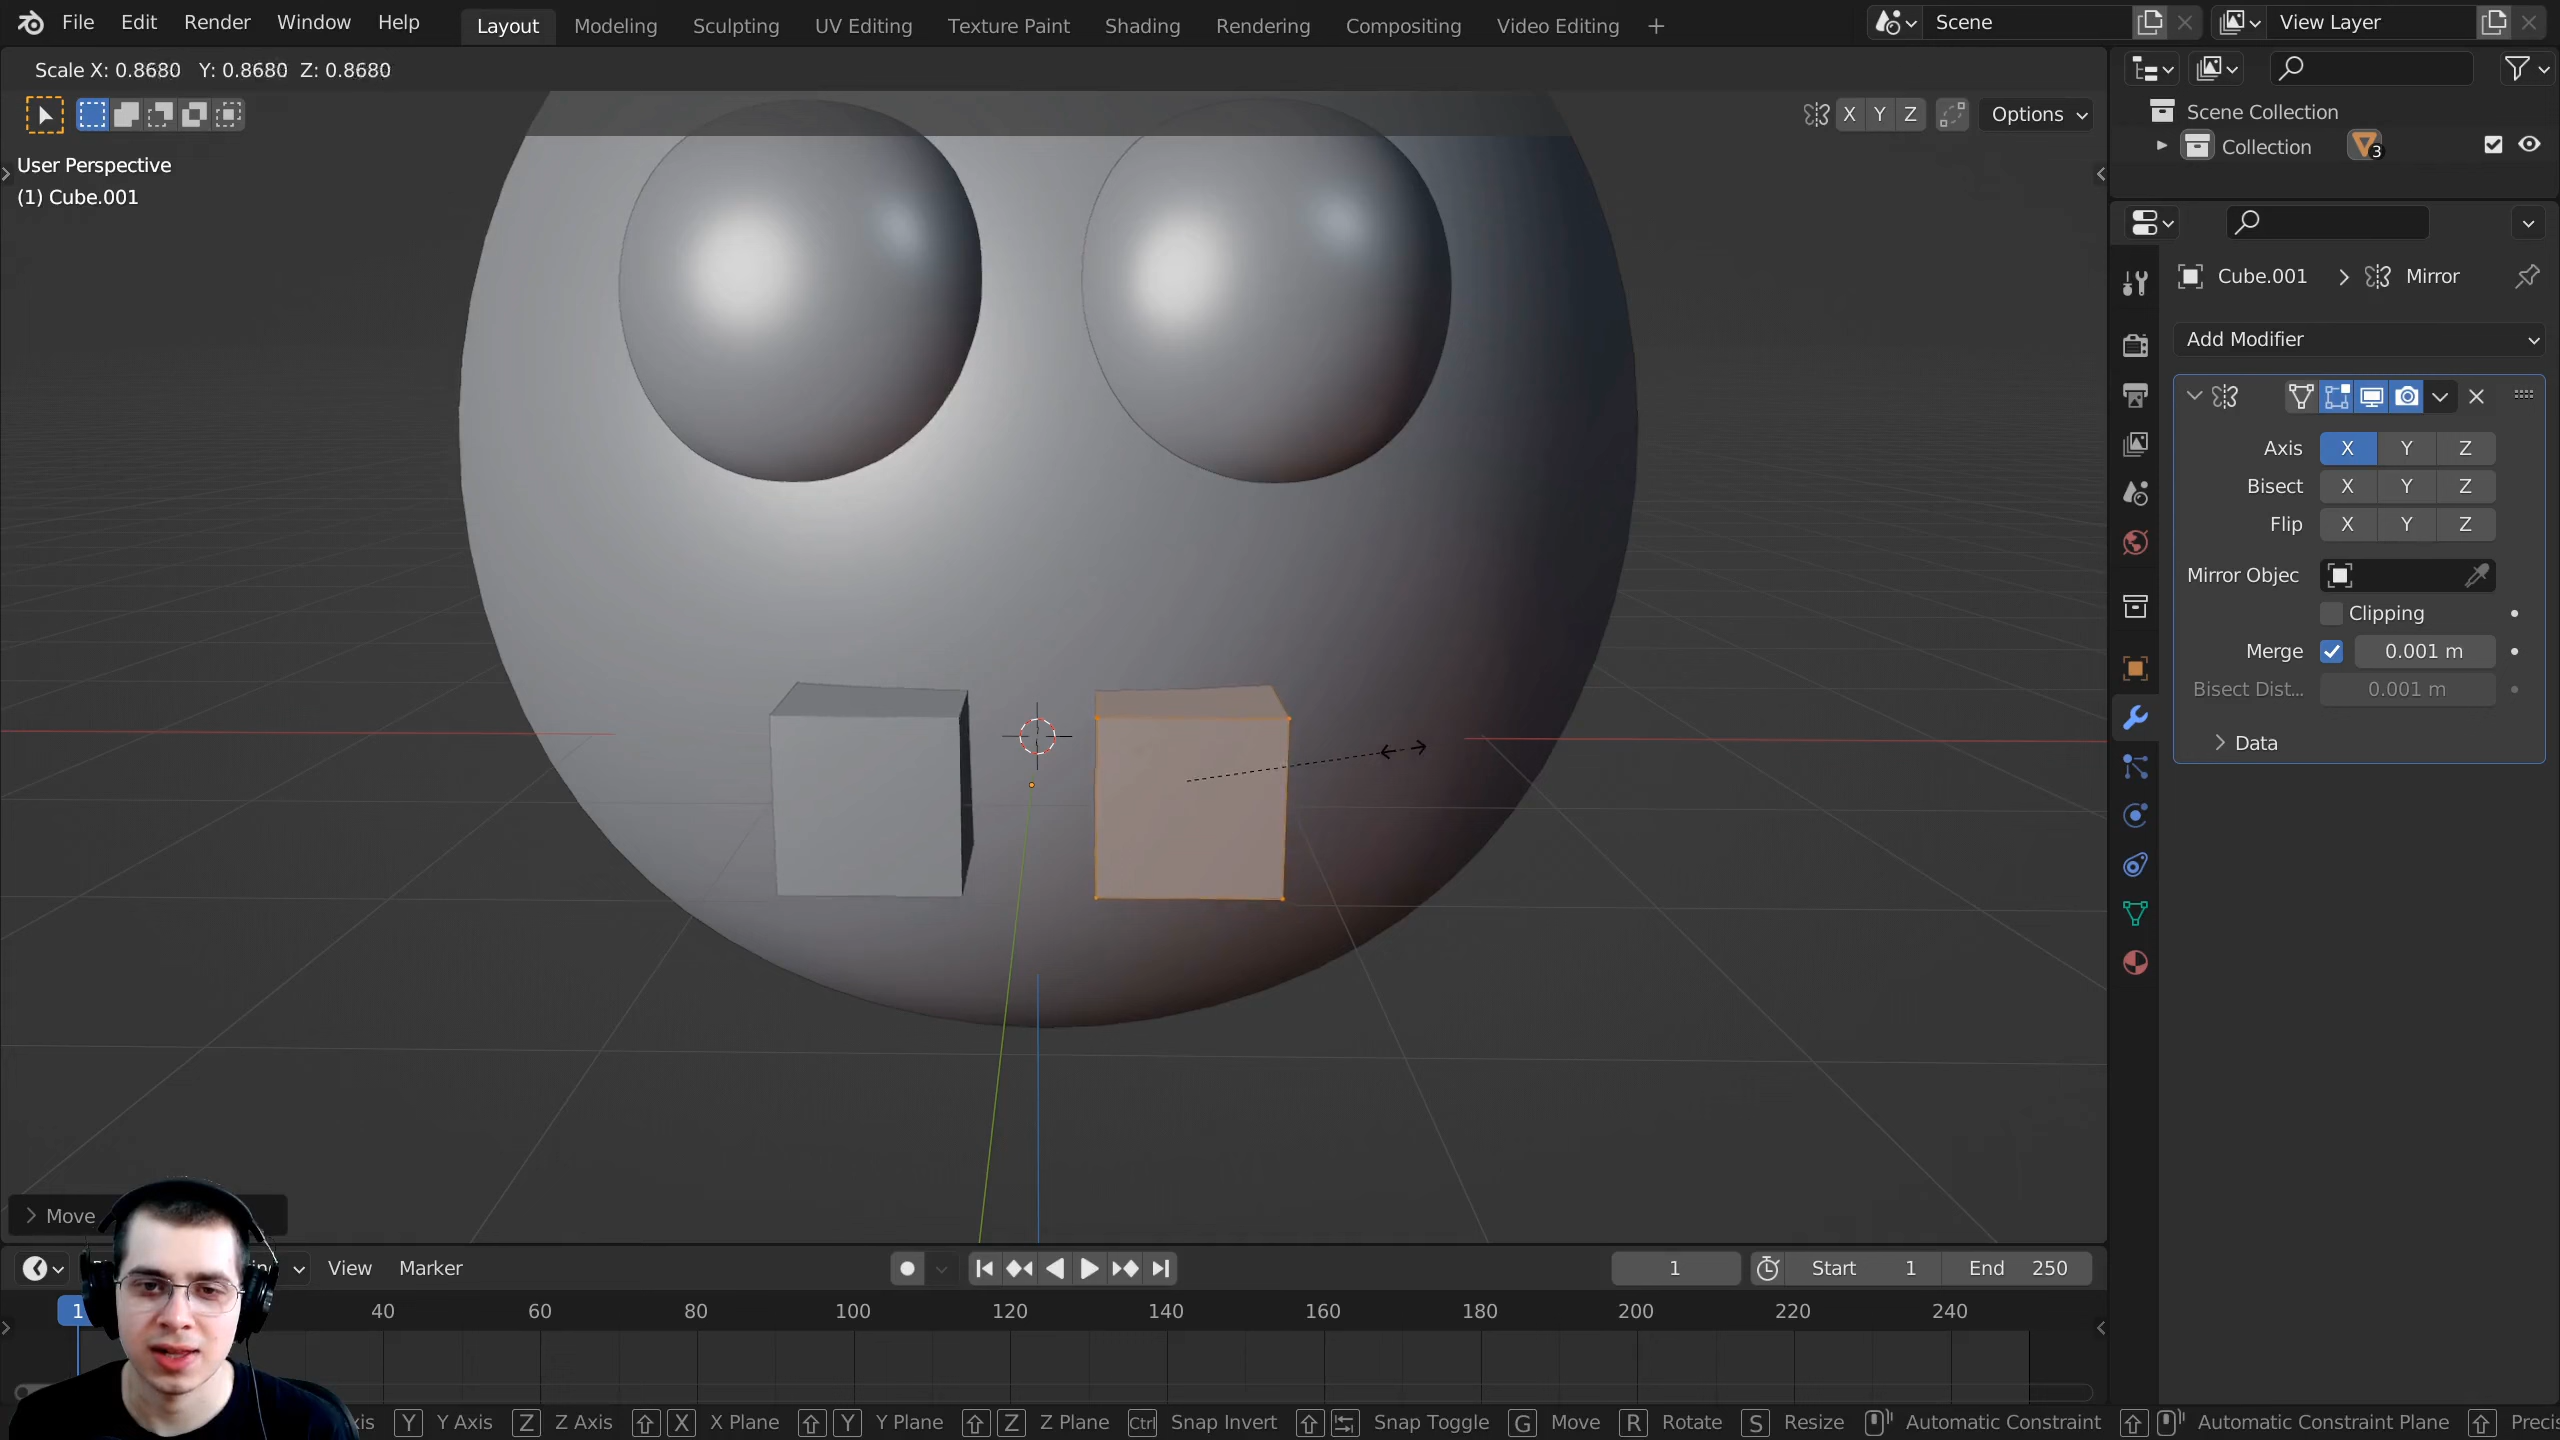 File Edit Render Window Help Layout Modeling Sculpting UV Editing Texture Paint Shading Rendering Compositing Video Editing + Scene View Layer
Scale X: 0.8680 Y: 0.8680 Z: 0.8680
X Y Z Options
User Perspective
(1) Cube.001
Scene Collection
Collection 3
Cube.001 > Mirror
Add Modifier
Axis X Y Z
Bisect X Y Z
Flip X Y Z
Mirror Objec
Clipping
Merge 0.001 m
Bisect Dist... 0.001 m
Data
Move
View Marker 1 Start 1 End 250
1 40 60 80 100 120 140 160 180 200 220 240
xis Y Y Axis Z Z Axis X X Plane Y Y Plane Z Z Plane Ctrl Snap Invert Snap Toggle G Move R Rotate S Resize Automatic Constraint Automatic Constraint Plane Precis